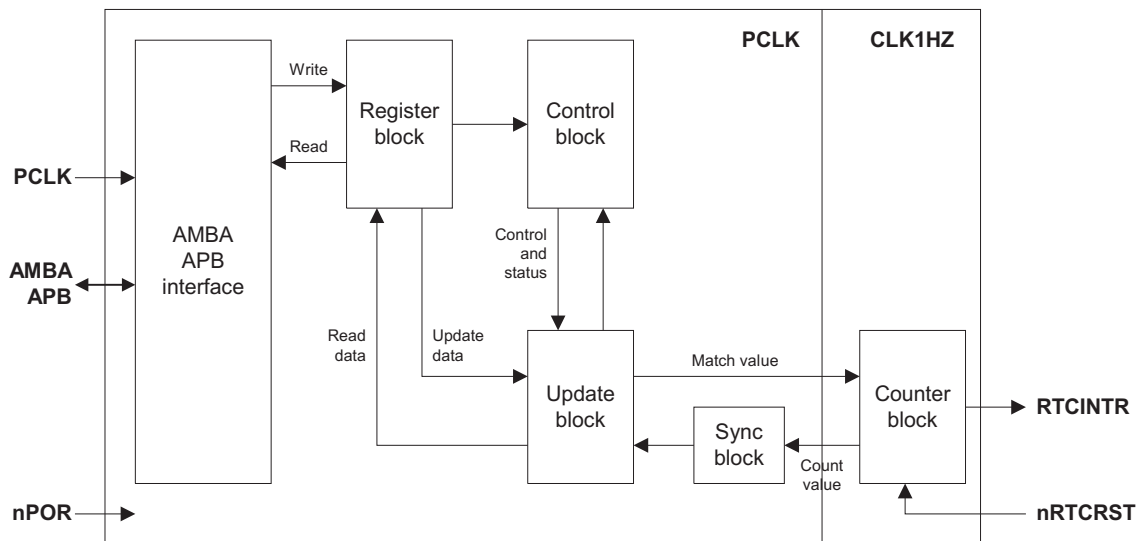 PCLK
CLK1HZ
Write
Register
block
Control
block
Read
PCLK
AMBA
APB
interface
AMBA
APB
Control
and
status
Read
data
Update
data
Match value
Update
block
Counter
block
RTCINTR
Sync
block
Count
value
nPOR
nRTCRST